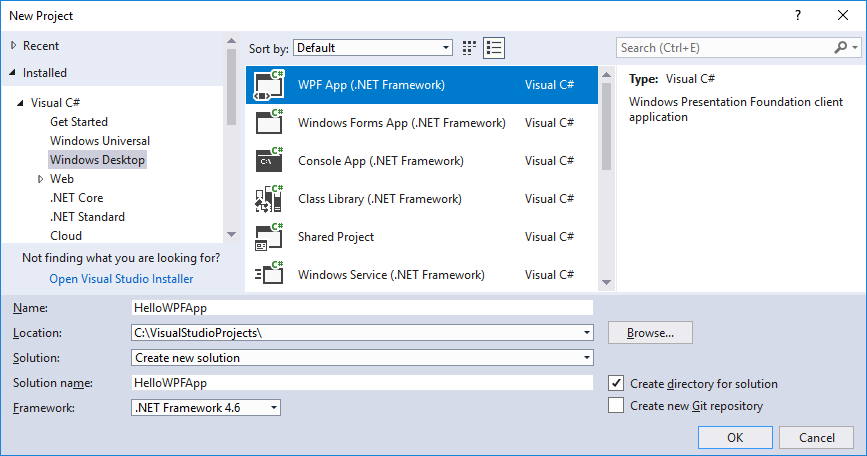 New Project
?
Recent
Installed
Visual C#
Get Started
Windows Universal
Windows Desktop
Web
.NET Core
.NET Standard
Cloud
Not finding what you are looking for?
Open Visual Studio Installer
Sort by: Default
C# WPF App (.NET Framework) Visual C#
C# Windows Forms App (.NET Framework) Visual C#
C# C:\ Console App (.NET Framework) Visual C#
C# Class Library (.NET Framework) Visual C#
C# Shared Project Visual C#
C# Windows Service (.NET Framework) Visual C#
Search (Ctrl+E)
Type: Visual C#
Windows Presentation Foundation client
application
Name: HelloWPFApp
Location: C:\VisualStudioProjects\ Browse...
Solution: Create new solution
Solution name: HelloWPFApp Create directory for solution
Framework: .NET Framework 4.6 Create new Git repository
OK Cancel